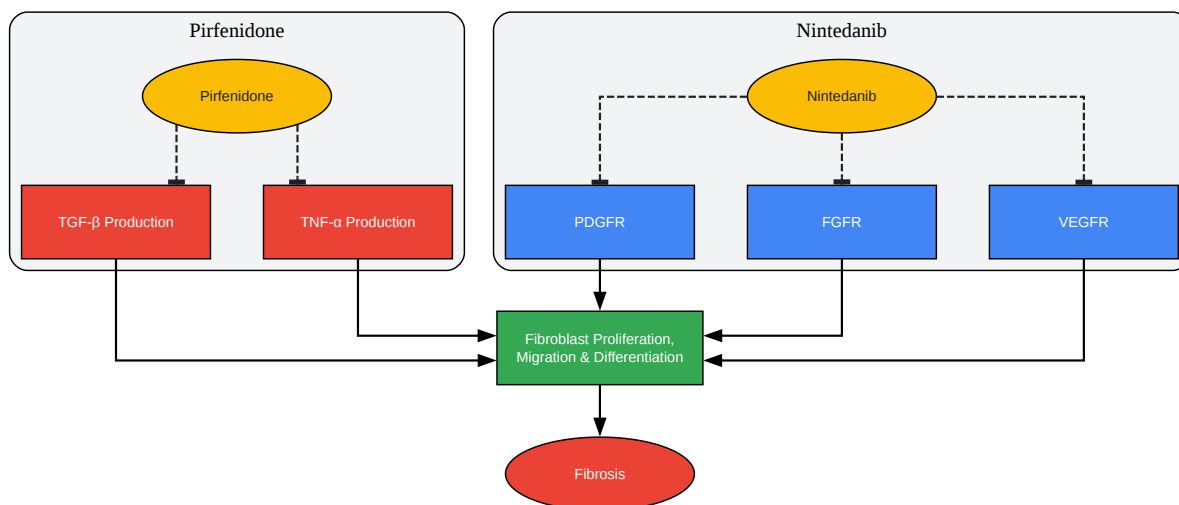 Pirfenidone
Nintedanib
Pirfenidone
Nintedanib
TGF-β Production
TNF-α Production
PDGFR
FGFR
VEGFR
Fibroblast Proliferation,
Migration & Differentiation
Fibrosis